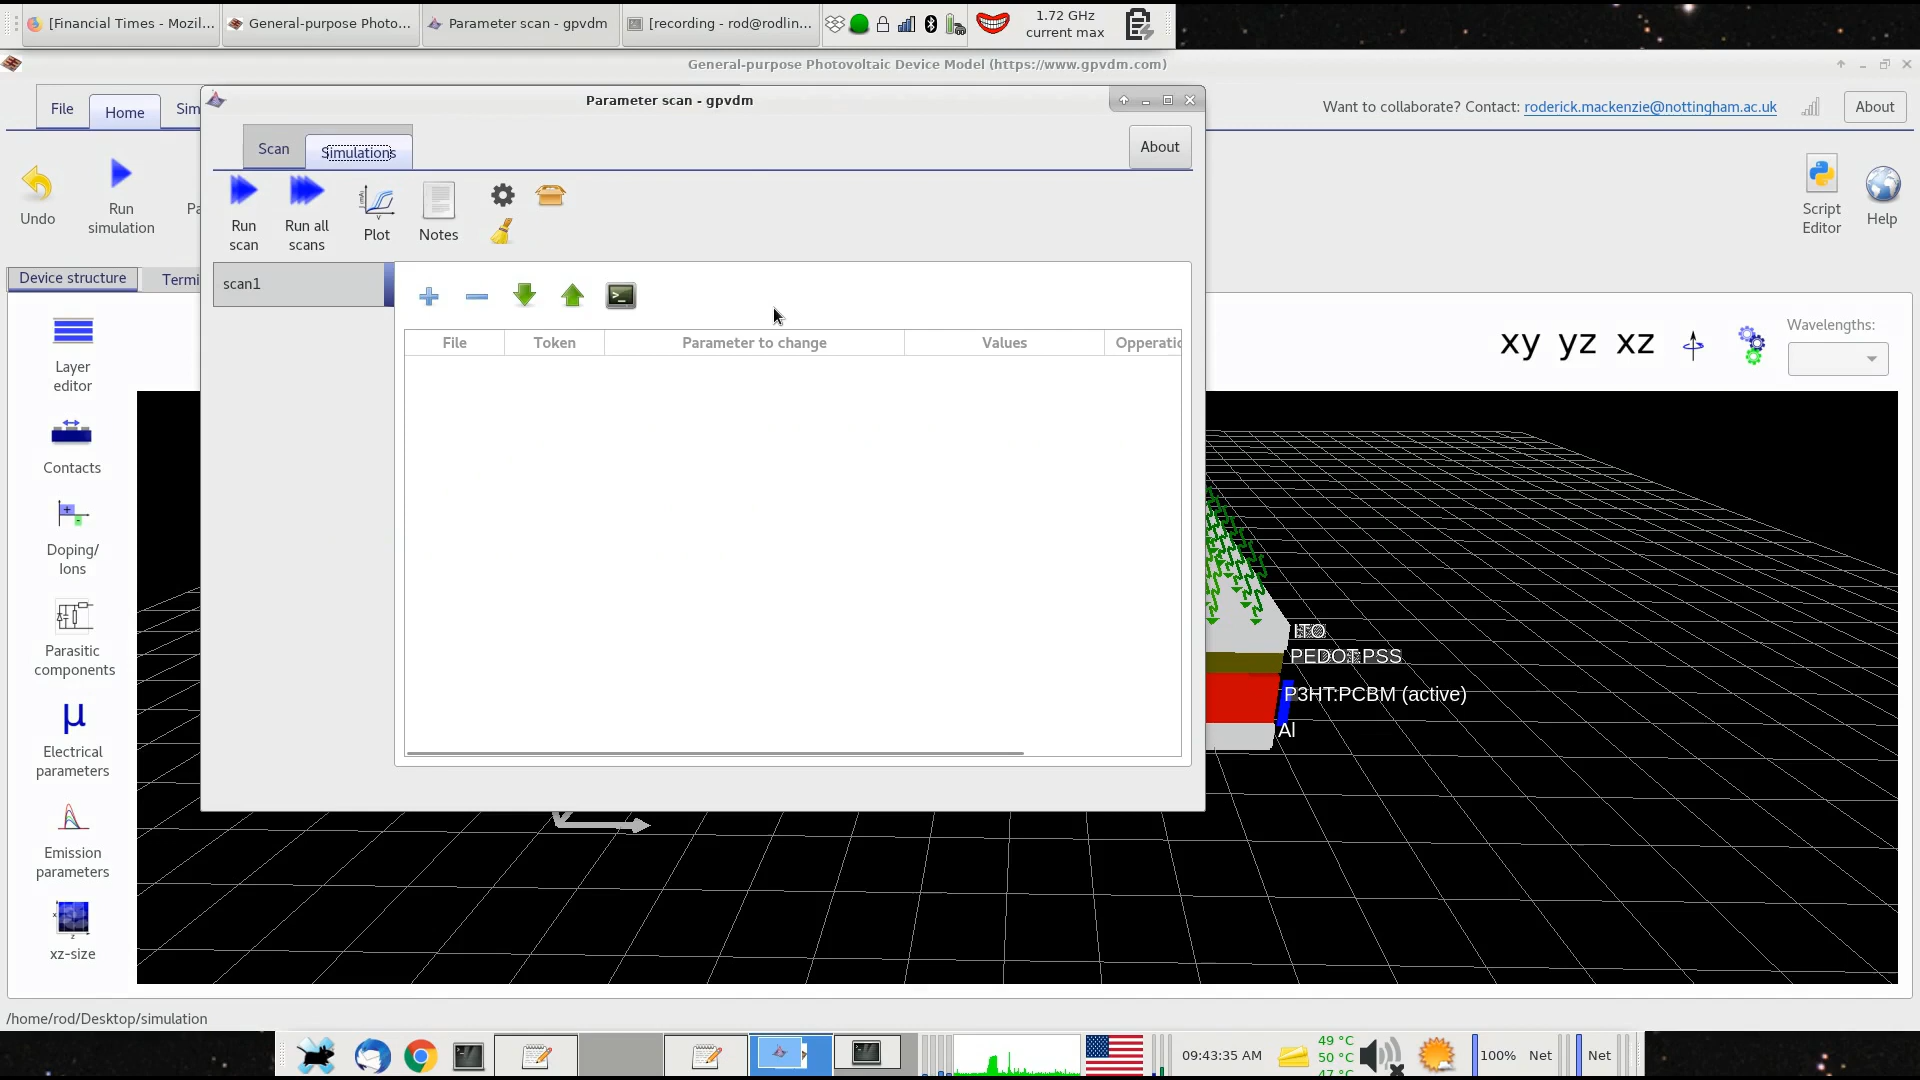 [Financial Times - Mozil...
General-purpose Photo...
Parameter scan - gpvdm
[recording - rod@rodlin...
1.72 GHz
current max
General-purpose Photovoltaic Device Model (https://www.gpvdm.com)
File
Home
Sim
Want to collaborate? Contact: roderick.mackenzie@nottingham.ac.uk
About
Undo
Run
simulation
Pa
Script
Editor
Help
Device structure
Termi
Parameter scan - gpvdm
Scan
Simulations
About
Run
scan
Run all
scans
Plot
Notes
scan1
File
Token
Parameter to change
Values
Opperatic
xy yz xz
Wavelengths:
Layer
editor
Contacts
Doping/
Ions
Parasitic
components
μ
Electrical
parameters
Emission
parameters
xz-size
ITO
PEDOT:PSS
P3HT:PCBM (active)
Al
/home/rod/Desktop/simulation
09:43:35 AM
49 °C
50 °C
47 °C
100%
Net
Net